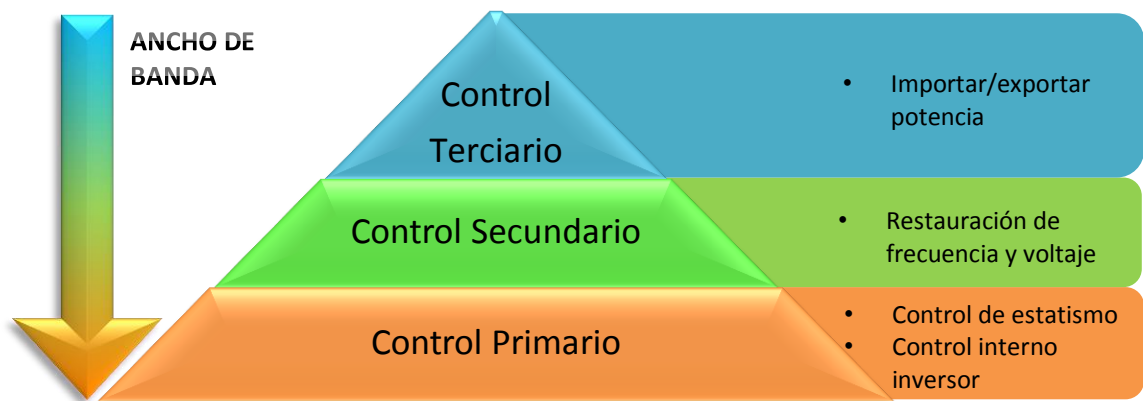 ANCHO DE
BANDA
Control
Terciario
• Importar/exportar
potencia
Control Secundario
• Restauración de
frecuencia y voltaje
Control Primario
• Control de estatismo
• Control interno
inversor